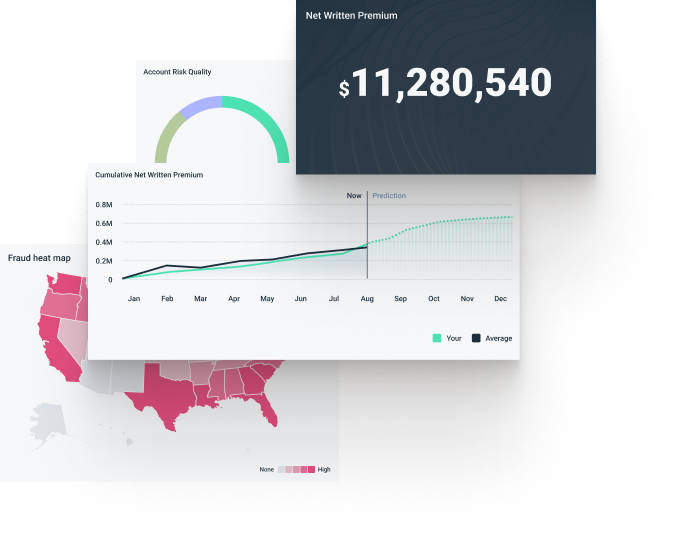 Net Written Premium
$11,280,540
Account Risk Quality
Cumulative Net Written Premium
Now Prediction
0.8M
0.6M
0.4M
0.2M
0
Jan Feb Mar Apr May Jun Jul Aug Sep Oct Nov Dec
Your Average
Fraud heat map
None High